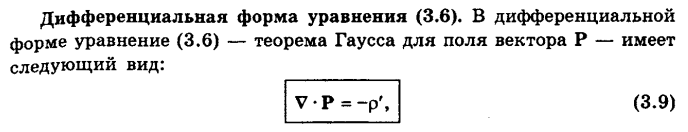 Дифференциальная форма уравнения (3.6). В дифференциальной
форме уравнение (3.6) — теорема Гаусса для поля вектора P — имеет
следующий вид:
∇ · P = −ρ′, (3.9)